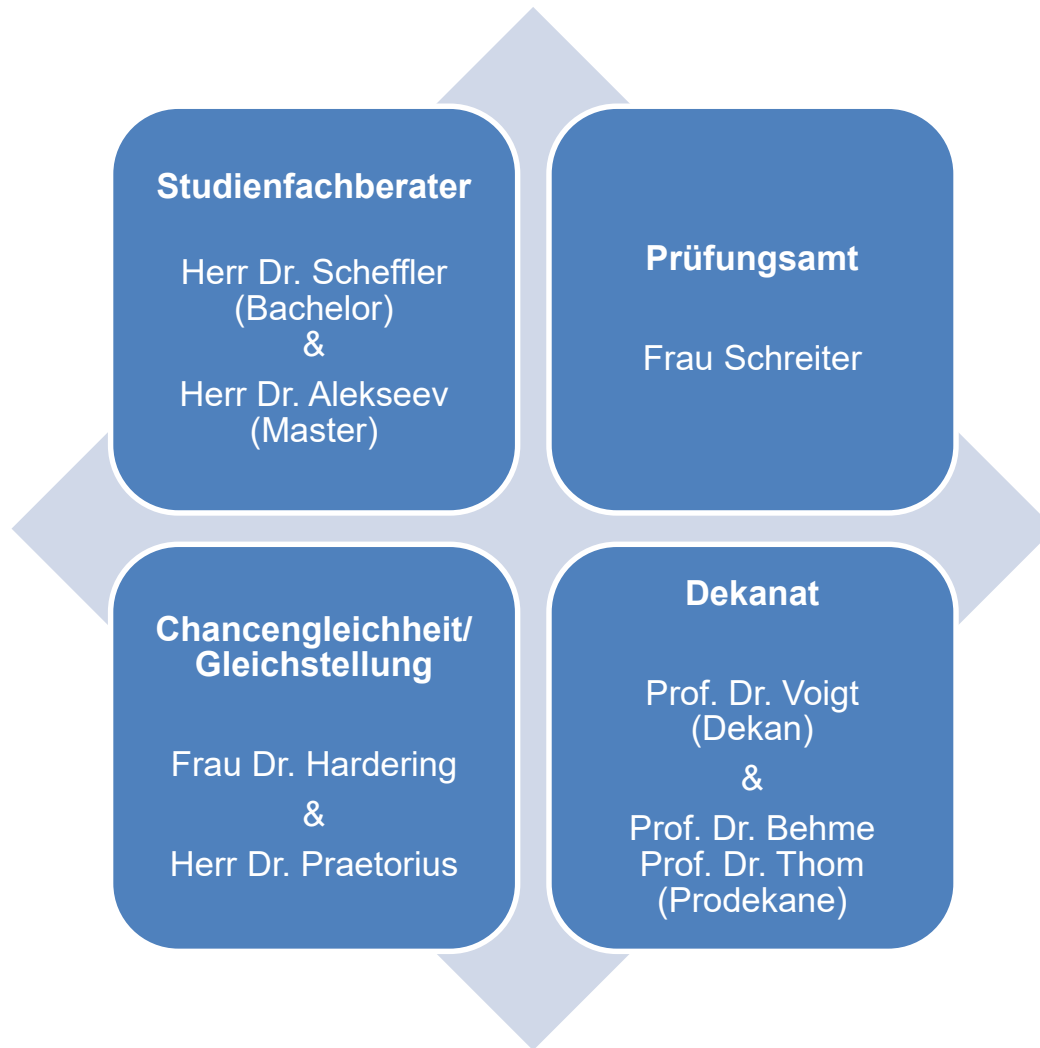 Studienfachberater
Herr Dr. Scheffler
(Bachelor)
&
Herr Dr. Alekseev
(Master)
Prüfungsamt
Frau Schreiter
Chancengleichheit/
Gleichstellung
Frau Dr. Hardering
&
Herr Dr. Praetorius
Dekanat
Prof. Dr. Voigt
(Dekan)
&
Prof. Dr. Behme
Prof. Dr. Thom
(Prodekane)